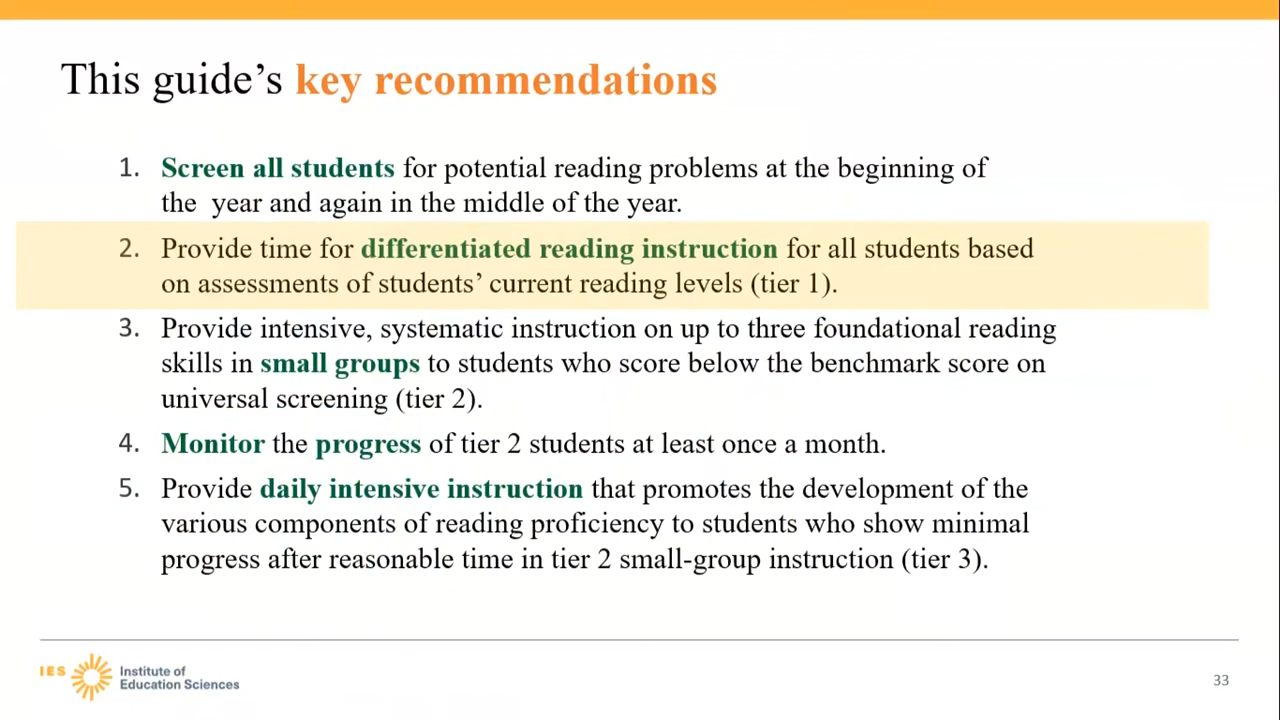 This guide's key recommendations
1. Screen all students for potential reading problems at the beginning of
the year and again in the middle of the year.
2. Provide time for differentiated reading instruction for all students based
on assessments of students' current reading levels (tier 1).
3. Provide intensive, systematic instruction on up to three foundational reading
skills in small groups to students who score below the benchmark score on
universal screening (tier 2).
4. Monitor the progress of tier 2 students at least once a month.
5. Provide daily intensive instruction that promotes the development of the
various components of reading proficiency to students who show minimal
progress after reasonable time in tier 2 small-group instruction (tier 3).
IES
Institute of
Education Sciences
33